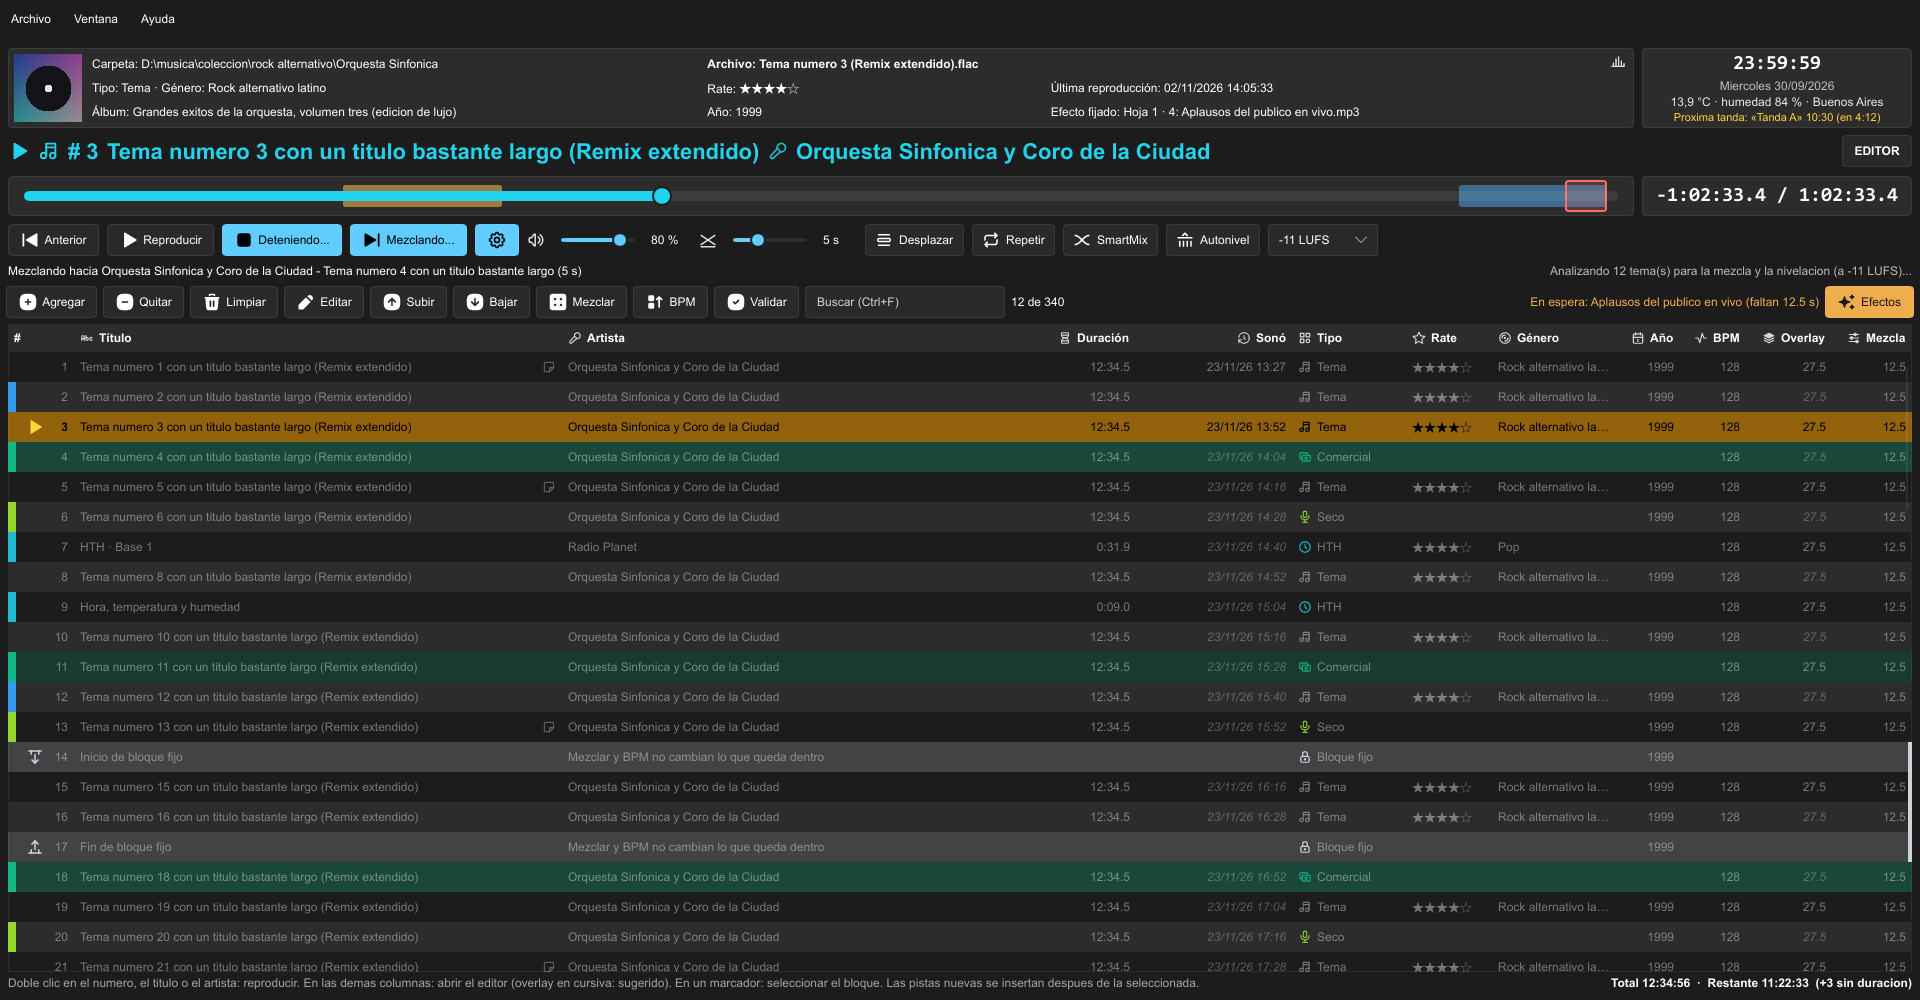 Archivo Ventana Ayuda
Carpeta: D:\musica\coleccion\rock alternativo\Orquesta Sinfonica
Archivo: Tema numero 3 (Remix extendido).flac
Tipo: Tema · Género: Rock alternativo latino
Rate: ★★★★☆
Última reproducción: 02/11/2026 14:05:33
Álbum: Grandes exitos de la orquesta, volumen tres (edicion de lujo)
Año: 1999
Efecto fijado: Hoja 1 · 4: Aplausos del publico en vivo.mp3
23:59:59
Miercoles 30/09/2026
13,9 °C · humedad 84 % · Buenos Aires
Proxima tanda: «Tanda A» 10:30 (en 4:12)
# 3 Tema numero 3 con un titulo bastante largo (Remix extendido) Orquesta Sinfonica y Coro de la Ciudad
EDITOR
-1:02:33.4 / 1:02:33.4
Anterior Reproducir Deteniendo... Mezclando... 80 % 5 s Desplazar Repetir SmartMix Autonivel -11 LUFS
Mezclando hacia Orquesta Sinfonica y Coro de la Ciudad - Tema numero 4 con un titulo bastante largo (5 s)
Analizando 12 tema(s) para la mezcla y la nivelacion (a -11 LUFS)...
Agregar Quitar Limpiar Editar Subir Bajar Mezclar BPM Validar Buscar (Ctrl+F) 12 de 340
En espera: Aplausos del publico en vivo (faltan 12.5 s) Efectos
# Abc Título Artista Duración Sonó Tipo Rate Género Año BPM Overlay Mezcla
1 Tema numero 1 con un titulo bastante largo (Remix extendido) Orquesta Sinfonica y Coro de la Ciudad 12:34.5 23/11/26 13:27 Tema ★★★★☆ Rock alternativo la... 1999 128 27.5 12.5
2 Tema numero 2 con un titulo bastante largo (Remix extendido) Orquesta Sinfonica y Coro de la Ciudad 12:34.5 Tema ★★★★☆ Rock alternativo la... 1999 128 27.5 12.5
3 Tema numero 3 con un titulo bastante largo (Remix extendido) Orquesta Sinfonica y Coro de la Ciudad 12:34.5 23/11/26 13:52 Tema ★★★★☆ Rock alternativo la... 1999 128 27.5 12.5
4 Tema numero 4 con un titulo bastante largo (Remix extendido) Orquesta Sinfonica y Coro de la Ciudad 12:34.5 23/11/26 14:04 Comercial 128 27.5 12.5
5 Tema numero 5 con un titulo bastante largo (Remix extendido) Orquesta Sinfonica y Coro de la Ciudad 12:34.5 23/11/26 14:16 Tema ★★★★☆ Rock alternativo la... 1999 128 27.5 12.5
6 Tema numero 6 con un titulo bastante largo (Remix extendido) Orquesta Sinfonica y Coro de la Ciudad 12:34.5 23/11/26 14:28 Seco 1999 128 27.5 12.5
7 HTH · Base 1 Radio Planet 0:31.9 23/11/26 14:40 HTH ★★★★☆ Pop 128 27.5 12.5
8 Tema numero 8 con un titulo bastante largo (Remix extendido) Orquesta Sinfonica y Coro de la Ciudad 12:34.5 23/11/26 14:52 Tema ★★★★☆ Rock alternativo la... 1999 128 27.5 12.5
9 Hora, temperatura y humedad 0:09.0 23/11/26 15:04 HTH 128 27.5 12.5
10 Tema numero 10 con un titulo bastante largo (Remix extendido) Orquesta Sinfonica y Coro de la Ciudad 12:34.5 23/11/26 15:16 Tema ★★★★☆ Rock alternativo la... 1999 128 27.5 12.5
11 Tema numero 11 con un titulo bastante largo (Remix extendido) Orquesta Sinfonica y Coro de la Ciudad 12:34.5 23/11/26 15:28 Comercial 128 27.5 12.5
12 Tema numero 12 con un titulo bastante largo (Remix extendido) Orquesta Sinfonica y Coro de la Ciudad 12:34.5 23/11/26 15:40 Tema ★★★★☆ Rock alternativo la... 1999 128 27.5 12.5
13 Tema numero 13 con un titulo bastante largo (Remix extendido) Orquesta Sinfonica y Coro de la Ciudad 12:34.5 23/11/26 15:52 Seco 1999 128 27.5 12.5
14 Inicio de bloque fijo Mezclar y BPM no cambian lo que queda dentro Bloque fijo 1999
15 Tema numero 15 con un titulo bastante largo (Remix extendido) Orquesta Sinfonica y Coro de la Ciudad 12:34.5 23/11/26 16:16 Tema ★★★★☆ Rock alternativo la... 1999 128 27.5 12.5
16 Tema numero 16 con un titulo bastante largo (Remix extendido) Orquesta Sinfonica y Coro de la Ciudad 12:34.5 23/11/26 16:28 Tema ★★★★☆ Rock alternativo la... 1999 128 27.5 12.5
17 Fin de bloque fijo Mezclar y BPM no cambian lo que queda dentro Bloque fijo 1999
18 Tema numero 18 con un titulo bastante largo (Remix extendido) Orquesta Sinfonica y Coro de la Ciudad 12:34.5 23/11/26 16:52 Comercial 128 27.5 12.5
19 Tema numero 19 con un titulo bastante largo (Remix extendido) Orquesta Sinfonica y Coro de la Ciudad 12:34.5 23/11/26 17:04 Tema ★★★★☆ Rock alternativo la... 1999 128 27.5 12.5
20 Tema numero 20 con un titulo bastante largo (Remix extendido) Orquesta Sinfonica y Coro de la Ciudad 12:34.5 23/11/26 17:16 Seco 1999 128 27.5 12.5
21 Tema numero 21 con un titulo bastante largo (Remix extendido) Orquesta Sinfonica y Coro de la Ciudad 12:34.5 23/11/26 17:28 Tema ★★★★☆ Rock alternativo la... 1999 128 27.5 12.5
Doble clic en el numero, el titulo o el artista: reproducir. En las demas columnas: abrir el editor (overlay en cursiva: sugerido). En un marcador: seleccionar el bloque. Las pistas nuevas se insertan despues de la seleccionada.
Total 12:34:56 · Restante 11:22:33 (+3 sin duracion)